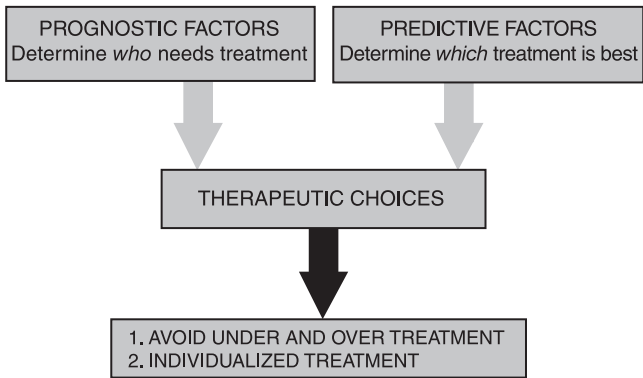 PROGNOSTIC FACTORS
Determine who needs treatment
PREDICTIVE FACTORS
Determine which treatment is best
THERAPEUTIC CHOICES
1. AVOID UNDER AND OVER TREATMENT
2. INDIVIDUALIZED TREATMENT